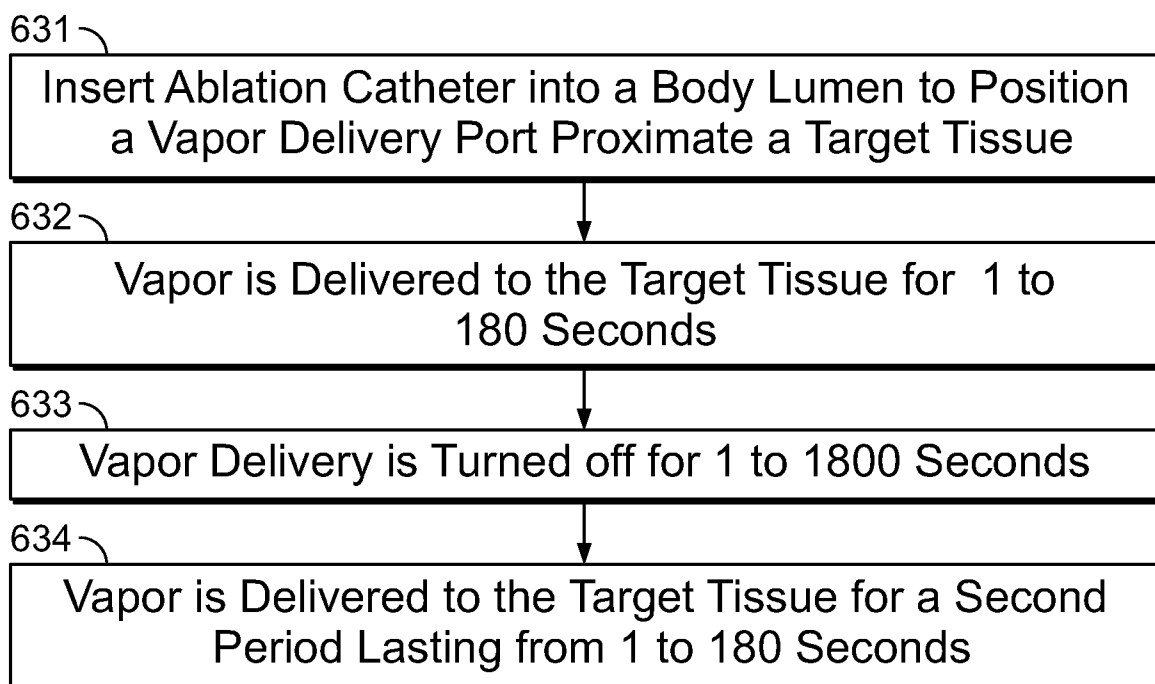 631
Insert Ablation Catheter into a Body Lumen to Position
a Vapor Delivery Port Proximate a Target Tissue
632
Vapor is Delivered to the Target Tissue for 1 to
180 Seconds
633
Vapor Delivery is Turned off for 1 to 1800 Seconds
634
Vapor is Delivered to the Target Tissue for a Second
Period Lasting from 1 to 180 Seconds